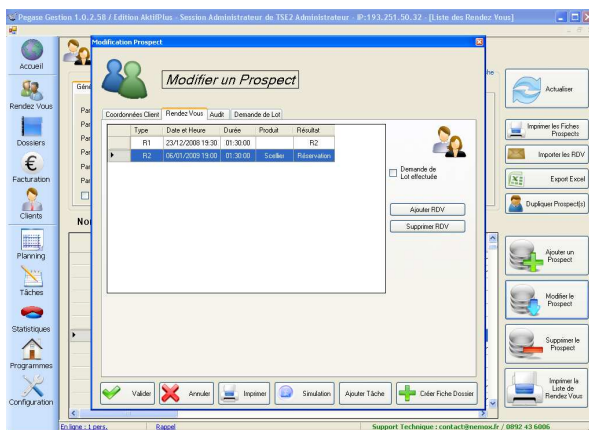 Pegase Gestion 1.0.2.58 / Edition AktifPlus - Session Administrateur de TSE2 Administrateur - IP:193.251.50.32 - [Liste des Rendez Vous]
Modification Prospect
Accueil
Rendez Vous
Dossiers
Facturation
Clients
Planning
Tâches
Statistiques
Programmes
Configuration
Modifier un Prospect
Coordonnées Client Rendez Vous Audit Demande de Lot
Type Date et Heure Durée Produit Résultat
R1 23/12/2008 19:30 01:30:00 R2
R2 06/01/2009 19:00 01:30:00 Scellier Réservation
Demande de
Lot effectuée
Ajouter RDV
Supprimer RDV
Valider Annuler Imprimer Simulation Ajouter Tâche Créer Fiche Dossier
Actualiser
Imprimer les Fiches
Prospects
Importer les RDV
Export Excel
Dupliquer Prospect(s)
Ajouter un
Prospect
Modifier le
Prospect
Supprimer le
Prospect
Imprimer la
Liste de
Rendez Vous
En ligne : 1 pers. Rappel Support Technique : contact@nemox.fr / 0892 43 6006